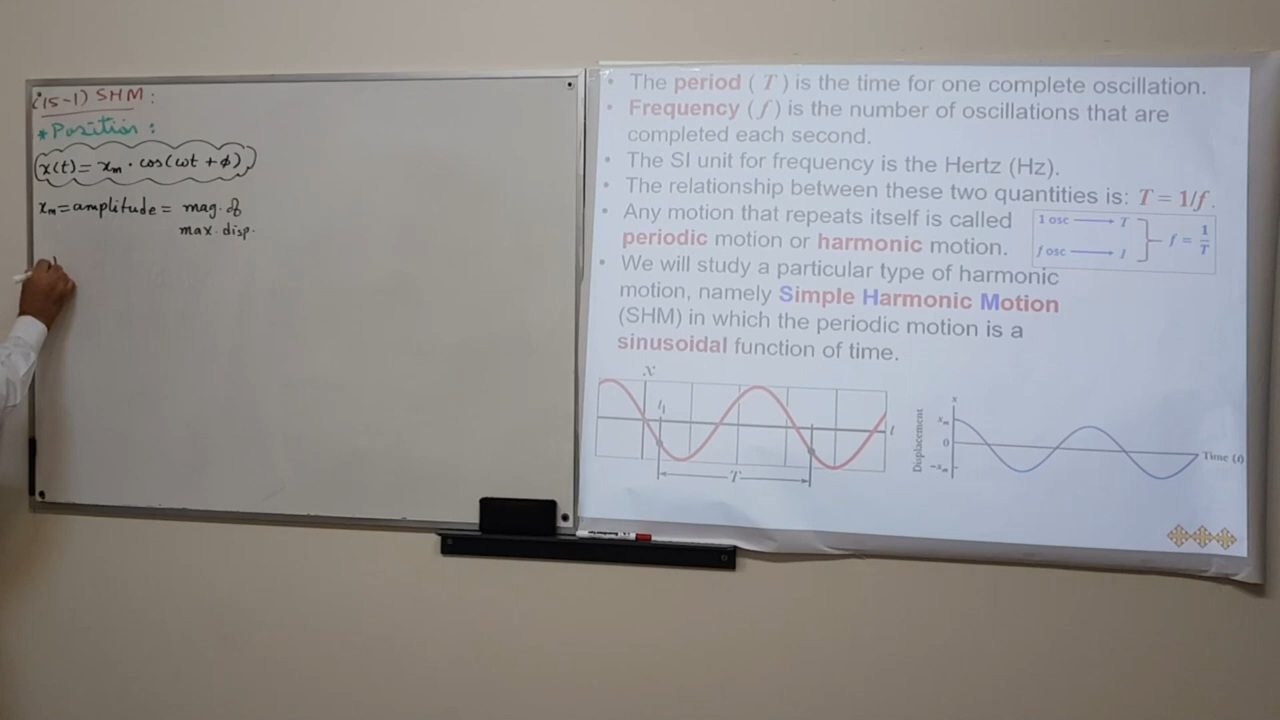 (15-1) SHM:
* Position:
x(t) = xm . cos(ωt + φ)
xm = amplitude = mag. of
max. disp.
• The period ( T ) is the time for one complete oscillation.
• Frequency ( f ) is the number of oscillations that are
completed each second.
• The SI unit for frequency is the Hertz (Hz).
• The relationship between these two quantities is: T = 1/f .
• Any motion that repeats itself is called
periodic motion or harmonic motion.
1 osc → T
f osc → 1
f = 1/T
• We will study a particular type of harmonic
motion, namely Simple Harmonic Motion
(SHM) in which the periodic motion is a
sinusoidal function of time.
x
t1
t
T
x
Displacement
xm
0
−xm
Time (t)